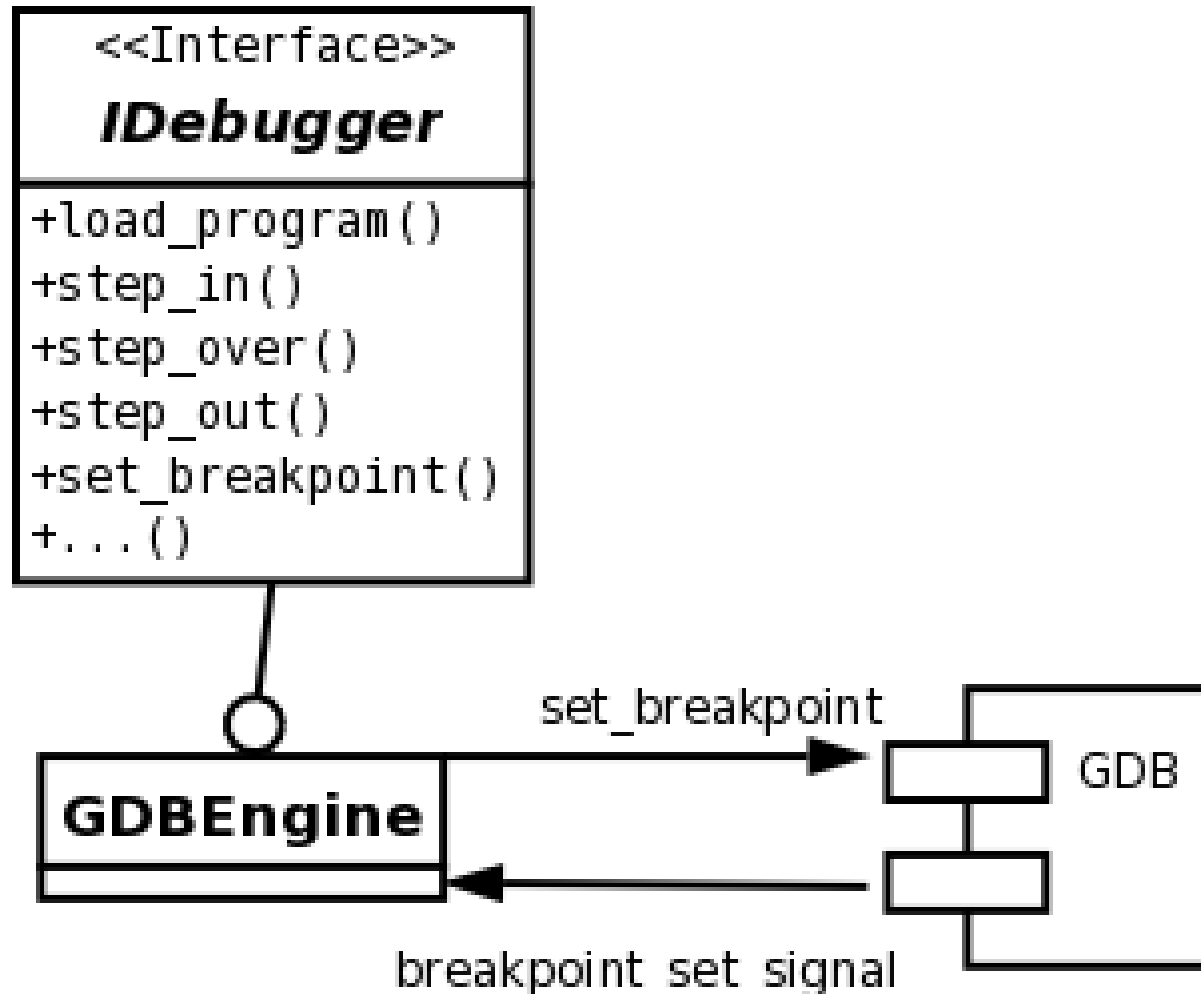 <<Interface>>
IDebugger
+load_program()
+step_in()
+step_over()
+step_out()
+set_breakpoint()
+...()
set_breakpoint
GDB
GDBEngine
breakpoint set signal